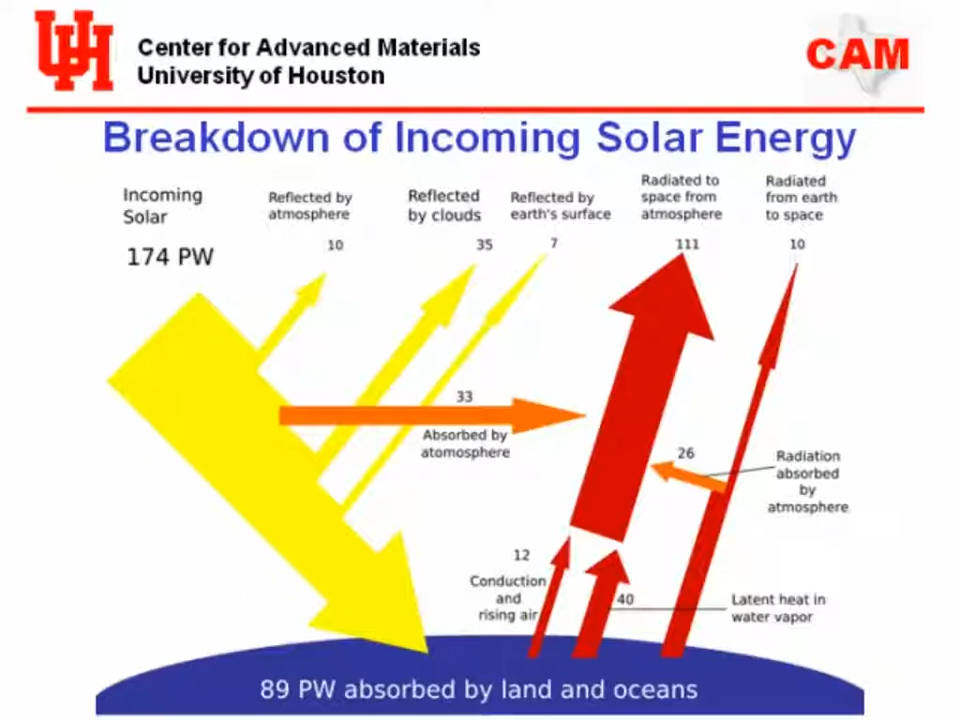 UH
Center for Advanced Materials
University of Houston
CAM
Breakdown of Incoming Solar Energy
Incoming
Solar
174 PW
Reflected by
atmosphere
10
Reflected
by clouds
35
Reflected by
earth's surface
7
Radiated to
space from
atmosphere
111
Radiated
from earth
to space
10
33
Absorbed by
atomosphere
26
Radiation
absorbed
by
atmosphere
12
Conduction
and
rising air
40
Latent heat in
water vapor
89 PW absorbed by land and oceans